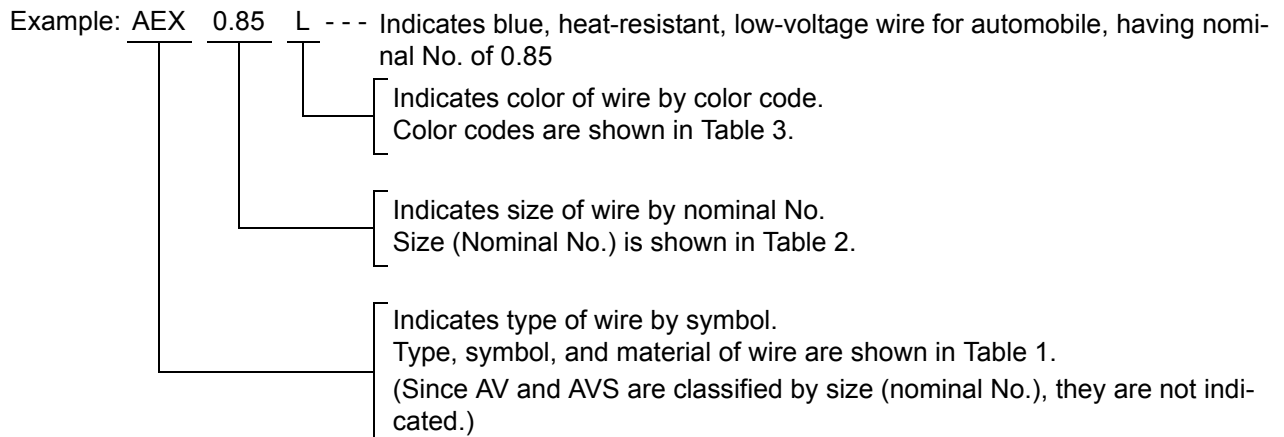 Example: AEX 0.85 L - - - Indicates blue, heat-resistant, low-voltage wire for automobile, having nomi-
nal No. of 0.85
Indicates color of wire by color code.
Color codes are shown in Table 3.
Indicates size of wire by nominal No.
Size (Nominal No.) is shown in Table 2.
Indicates type of wire by symbol.
Type, symbol, and material of wire are shown in Table 1.
(Since AV and AVS are classified by size (nominal No.), they are not indi-
cated.)